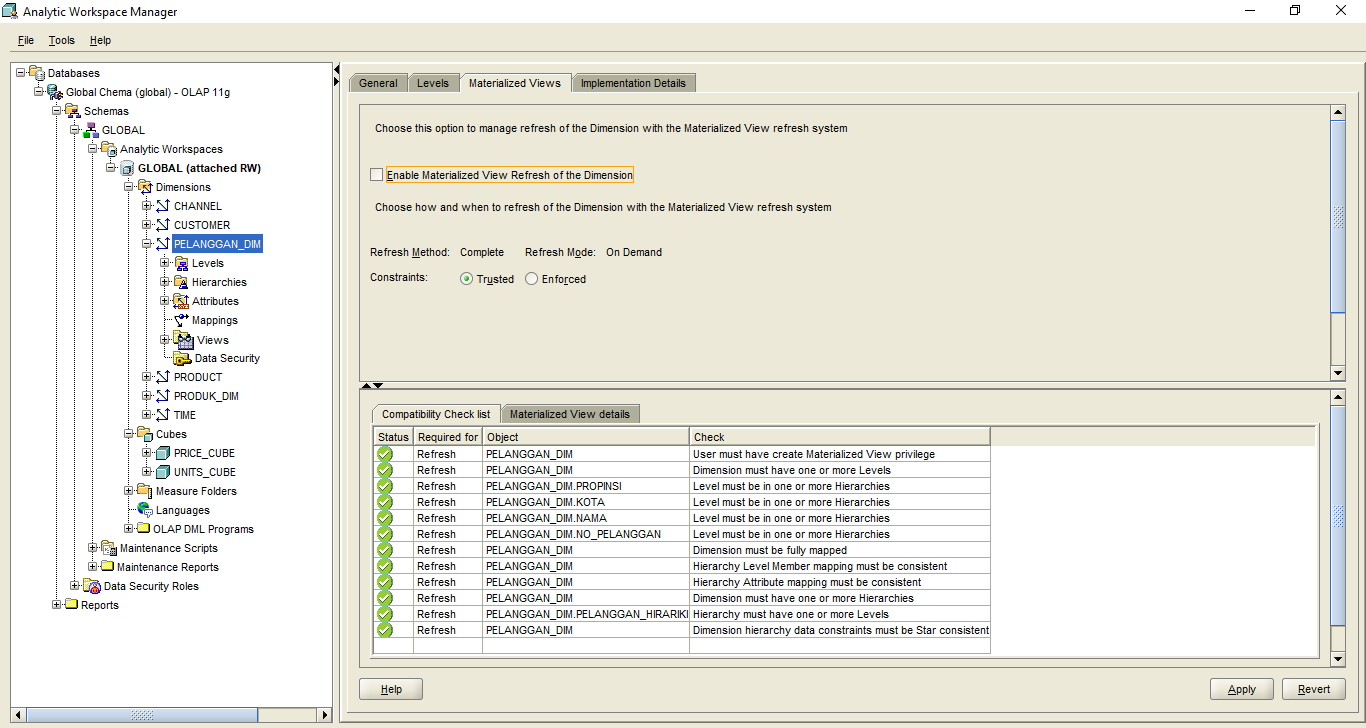 Analytic Workspace Manager
File Tools Help
Databases
Global Chema (global) - OLAP 11g
Schemas
GLOBAL
Analytic Workspaces
GLOBAL (attached RW)
Dimensions
CHANNEL
CUSTOMER
PELANGGAN_DIM
Levels
Hierarchies
Attributes
Mappings
Views
Data Security
PRODUCT
PRODUK_DIM
TIME
Cubes
PRICE_CUBE
UNITS_CUBE
Measure Folders
Languages
OLAP DML Programs
Maintenance Scripts
Maintenance Reports
Data Security Roles
Reports
General Levels Materialized Views Implementation Details
Choose this option to manage refresh of the Dimension with the Materialized View refresh system
Enable Materialized View Refresh of the Dimension
Choose how and when to refresh of the Dimension with the Materialized View refresh system
Refresh Method: Complete Refresh Mode: On Demand
Constraints: Trusted Enforced
Compatibility Check list Materialized View details
Status Required for Object Check
Refresh PELANGGAN_DIM User must have create Materialized View privilege
Refresh PELANGGAN_DIM Dimension must have one or more Levels
Refresh PELANGGAN_DIM.PROPINSI Level must be in one or more Hierarchies
Refresh PELANGGAN_DIM.KOTA Level must be in one or more Hierarchies
Refresh PELANGGAN_DIM.NAMA Level must be in one or more Hierarchies
Refresh PELANGGAN_DIM.NO_PELANGGAN Level must be in one or more Hierarchies
Refresh PELANGGAN_DIM Dimension must be fully mapped
Refresh PELANGGAN_DIM Hierarchy Level Member mapping must be consistent
Refresh PELANGGAN_DIM Hierarchy Attribute mapping must be consistent
Refresh PELANGGAN_DIM Dimension must have one or more Hierarchies
Refresh PELANGGAN_DIM.PELANGGAN_HIRARIKI Hierarchy must have one or more Levels
Refresh PELANGGAN_DIM Dimension hierarchy data constraints must be Star consistent
Help Apply Revert